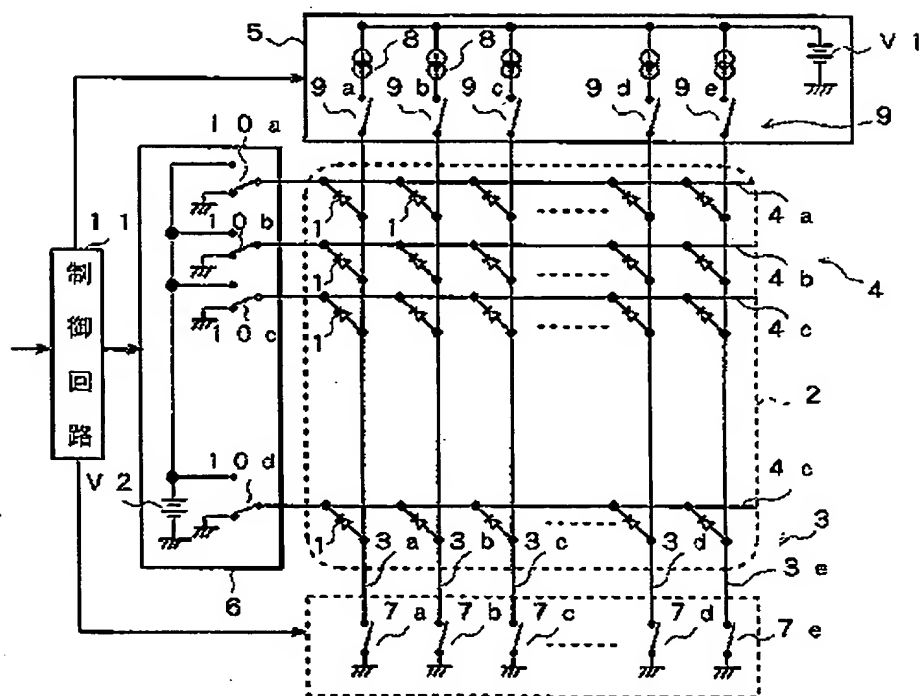 5
8
8
V 1
9 a
9 b
9 c
9 d
9 e
9
1 0 a
4 a
1 1
1 0 b
1
1
4 b
4
制御回路
1
1 0 c
4 c
1
2
1 0 d
4 c
V 2
1
3 a
3 b
3 c
3 d
3
3 e
6
7 a
7 b
7 c
7 d
7 e